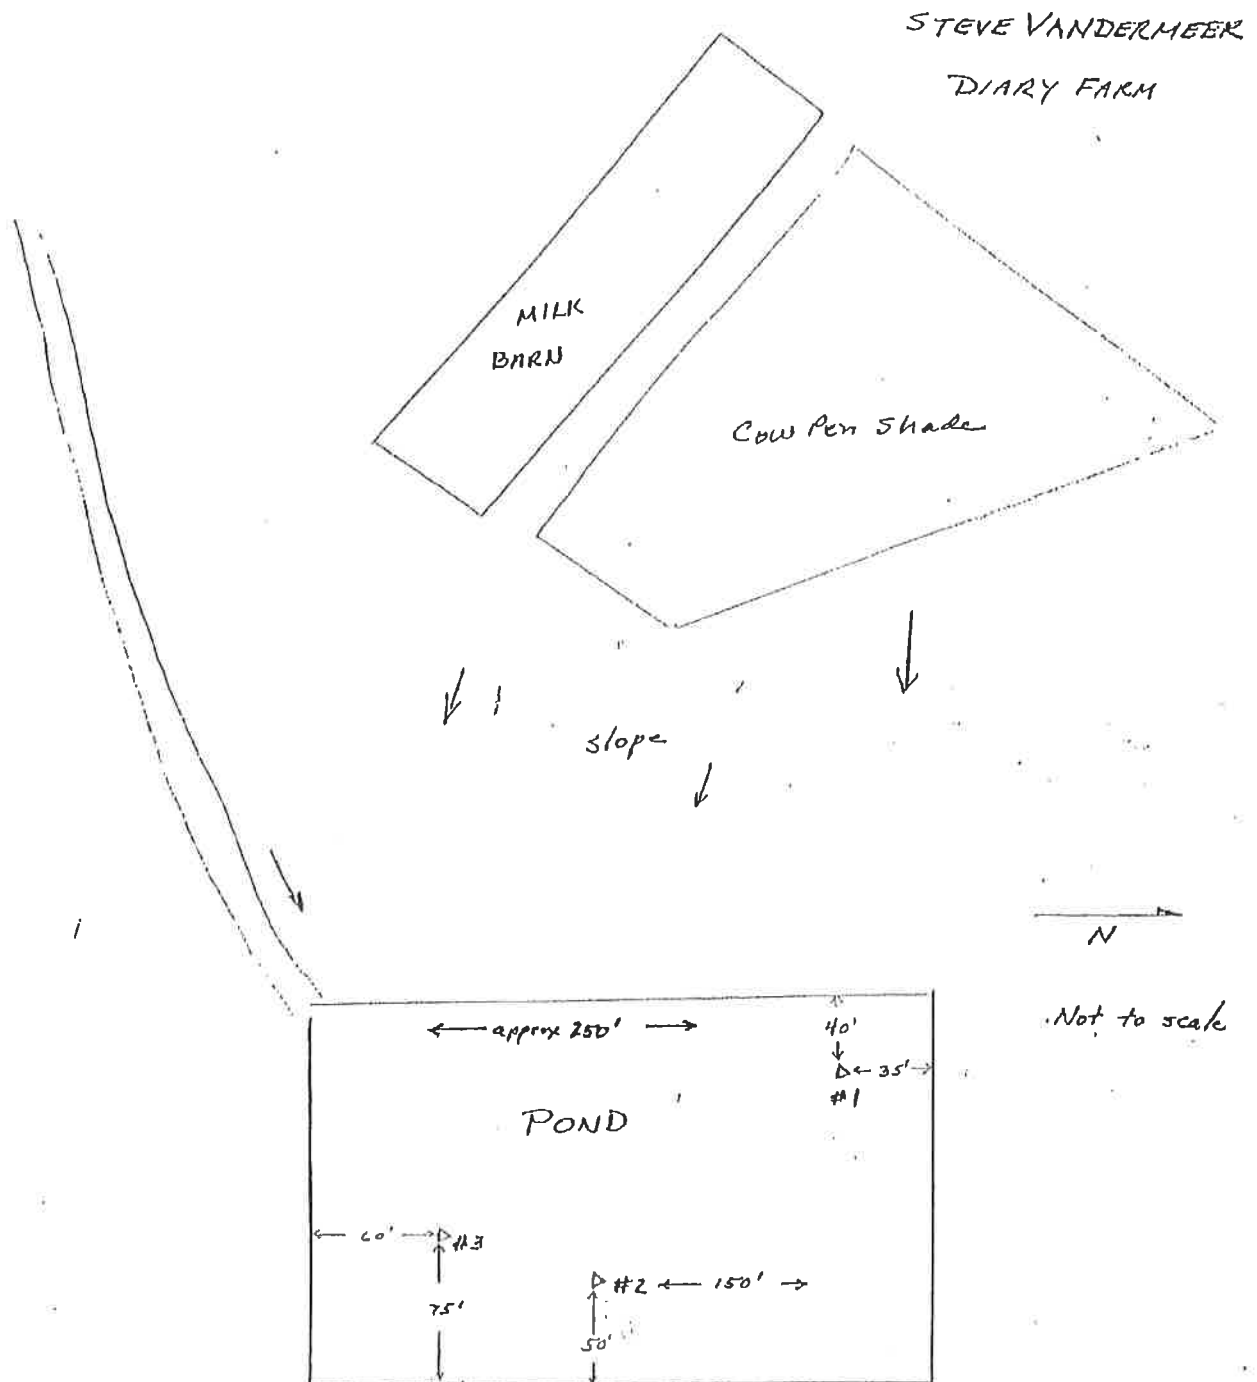 STEVE VANDERMEER
DIARY FARM
MILK
BARN
Cow Pen Shade
slope
N
Not to scale
approx 250'
40'
35'
#1
POND
60'
#3
#2
150'
75'
50'